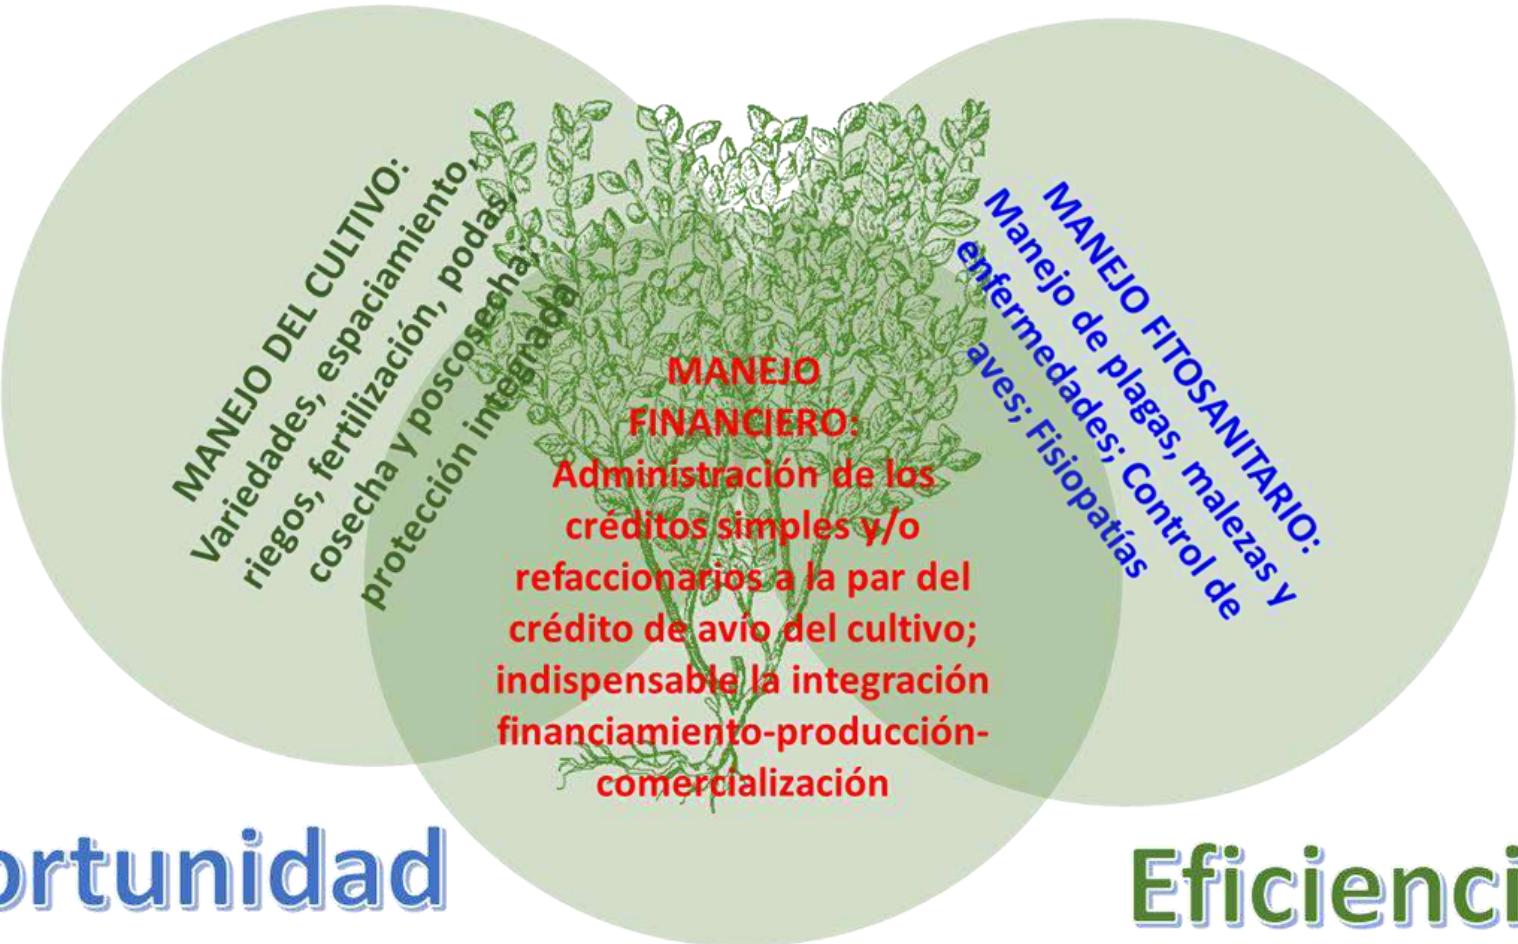 MANEJO DEL CULTIVO:
Variedades, espaciamiento,
riegos, fertilización, podas,
cosecha y poscosecha;
protección integrada
MANEJO FITOSANITARIO:
Manejo de plagas, malezas y
enfermedades; Control de
aves; Fisiopatías
MANEJO
FINANCIERO:
Administración de los
créditos simples y/o
refaccionarios a la par del
crédito de avío del cultivo;
indispensable la integración
financiamiento-producción-
comercialización
ortunidad
Eficienci